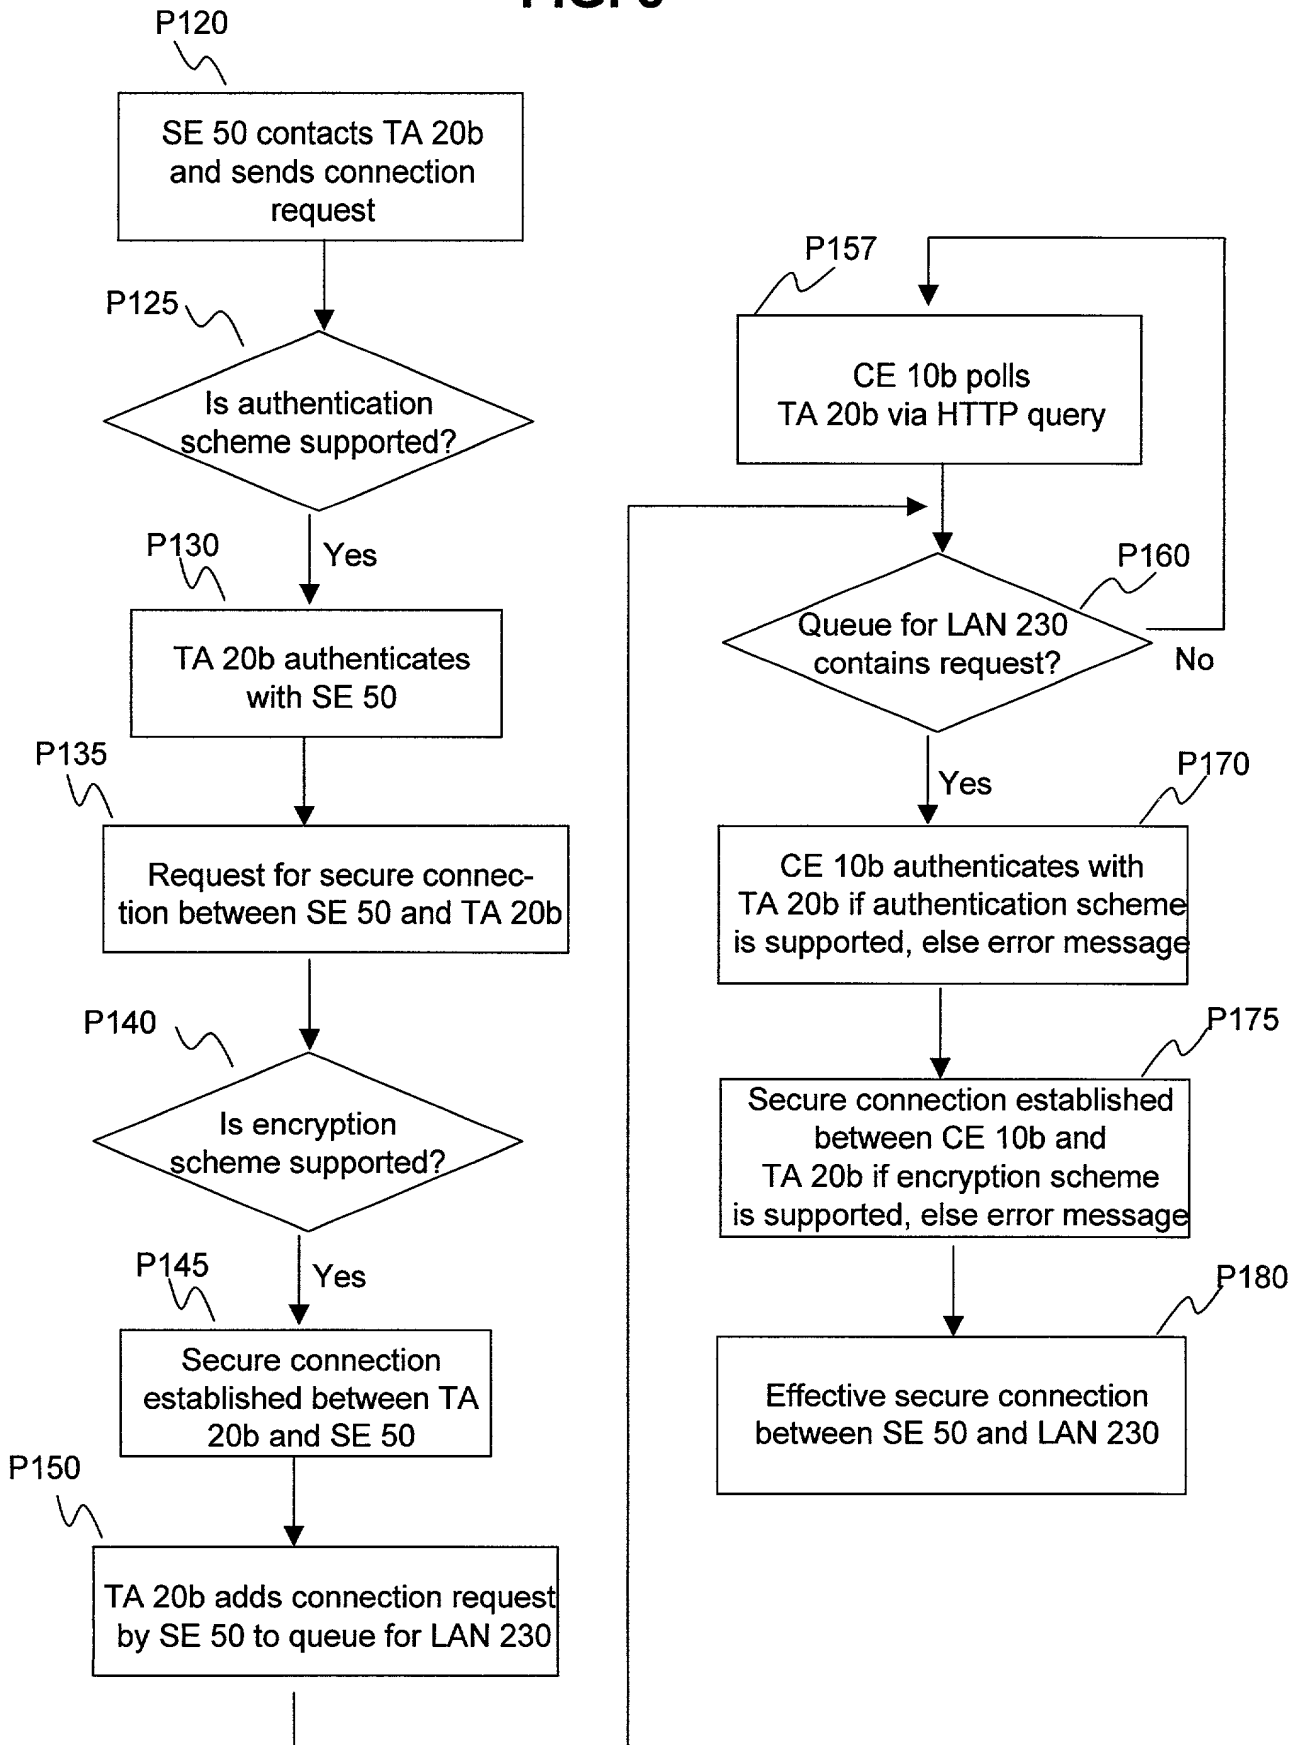 P120
SE 50 contacts TA 20b
and sends connection
request
P125
Is authentication
scheme supported?
Yes
P130
TA 20b authenticates
with SE 50
P135
Request for secure connec-
tion between SE 50 and TA 20b
P140
Is encryption
scheme supported?
Yes
P145
Secure connection
established between TA
20b and SE 50
P150
TA 20b adds connection request
by SE 50 to queue for LAN 230
P157
CE 10b polls
TA 20b via HTTP query
P160
Queue for LAN 230
contains request?
No
Yes
P170
CE 10b authenticates with
TA 20b if authentication scheme
is supported, else error message
P175
Secure connection established
between CE 10b and
TA 20b if encryption scheme
is supported, else error message
P180
Effective secure connection
between SE 50 and LAN 230